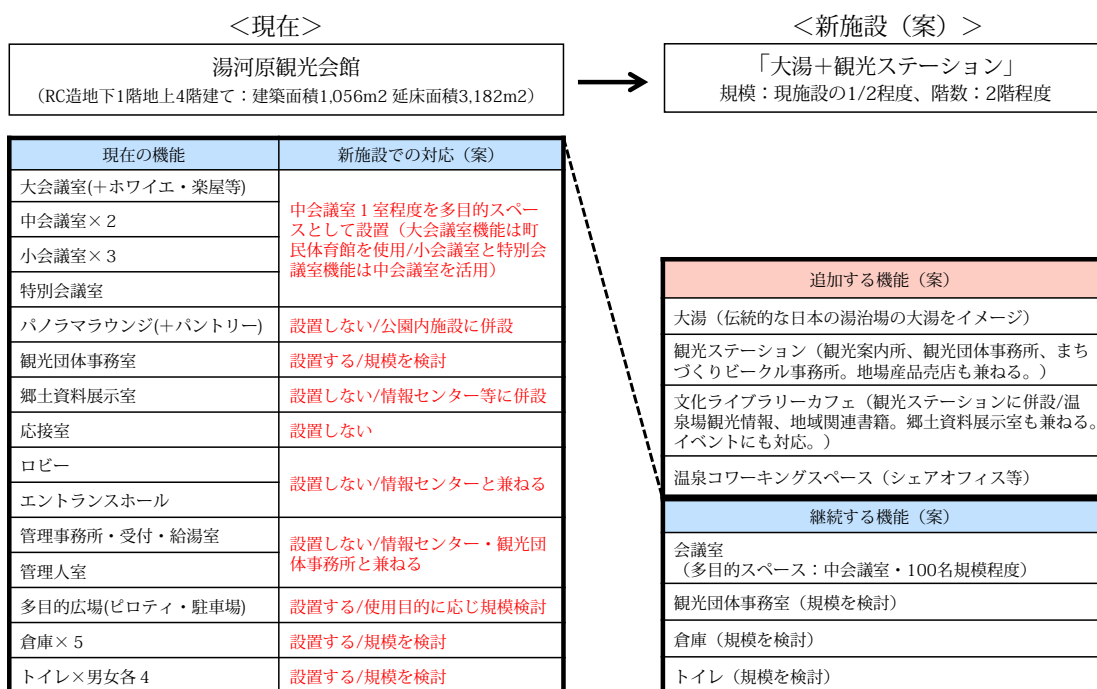 ＜現在＞
湯河原観光会館
（RC造地下1階地上4階建て：建築面積1,056m2 延床面積3,182m2）
＜新施設（案）＞
「大湯＋観光ステーション」
規模：現施設の1/2程度、階数：2階程度
現在の機能
新施設での対応（案）
大会議室(＋ホワイエ・楽屋等)
中会議室×２
小会議室×３
特別会議室
中会議室１室程度を多目的スペー
スとして設置（大会議室機能は町
民体育館を使用/小会議室と特別会
議室機能は中会議室を活用）
パノラマラウンジ(＋パントリー)
設置しない/公園内施設に併設
観光団体事務室
設置する/規模を検討
郷土資料展示室
設置しない/情報センター等に併設
応接室
設置しない
ロビー
エントランスホール
設置しない/情報センターと兼ねる
管理事務所・受付・給湯室
管理人室
設置しない/情報センター・観光団
体事務所と兼ねる
多目的広場(ピロティ・駐車場)
設置する/使用目的に応じ規模検討
倉庫×５
設置する/規模を検討
トイレ×男女各４
設置する/規模を検討
追加する機能（案）
大湯（伝統的な日本の湯治場の大湯をイメージ）
観光ステーション（観光案内所、観光団体事務所、まち
づくりビークル事務所。地場産品売店も兼ねる。）
文化ライブラリーカフェ（観光ステーションに併設/温
泉場観光情報、地域関連書籍。郷土資料展示室も兼ねる。
イベントにも対応。）
温泉コワーキングスペース（シェアオフィス等）
継続する機能（案）
会議室
（多目的スペース：中会議室・100名規模程度）
観光団体事務室（規模を検討）
倉庫（規模を検討）
トイレ（規模を検討）